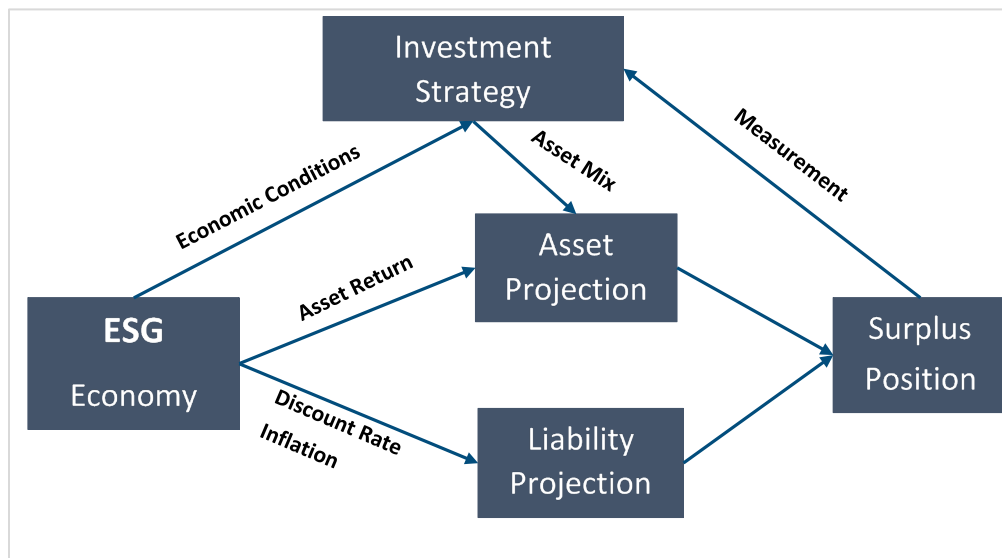 Investment
Strategy
Measurement
Economic Conditions
Asset Mix
Asset
Projection
Asset Return
ESG
Economy
Surplus
Position
Discount Rate
Inflation
Liability
Projection